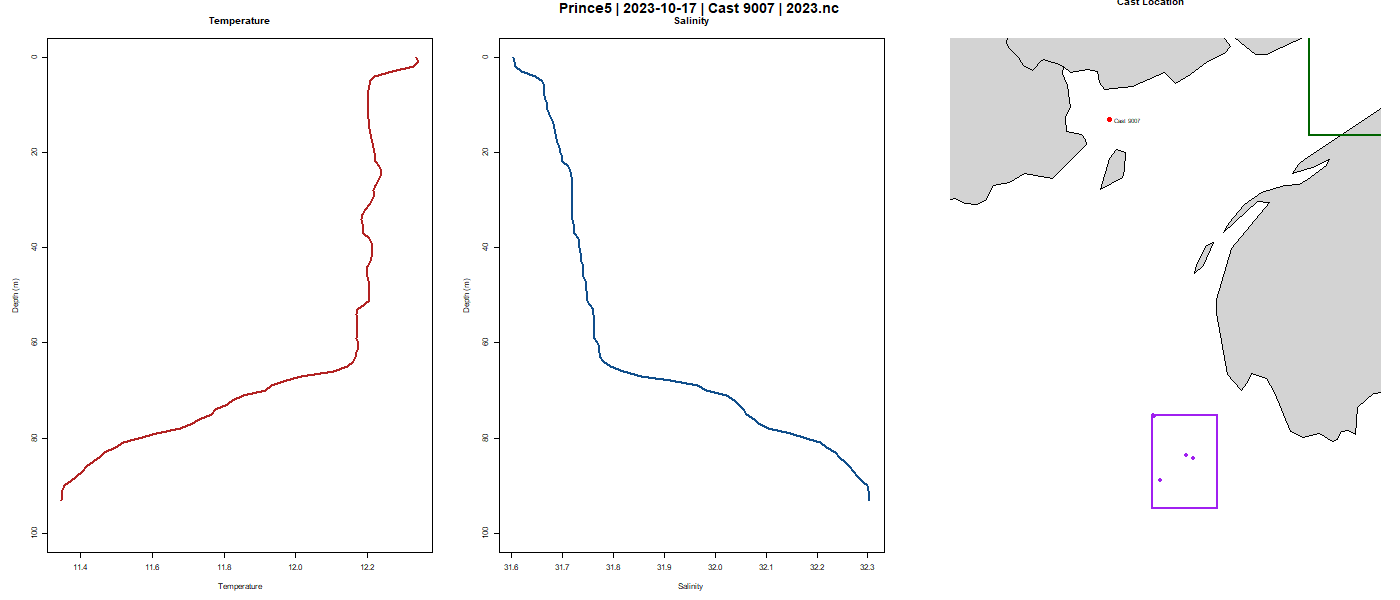 Prince5 | 2023-10-17 | Cast 9007 | 2023.nc
Temperature
Salinity
Cast Location
0
20
40
60
80
100
Depth (m)
11.4
11.6
11.8
12.0
12.2
Temperature
0
20
40
60
80
100
Depth (m)
31.6
31.7
31.8
31.9
32.0
32.1
32.2
32.3
Salinity
Cast 9007